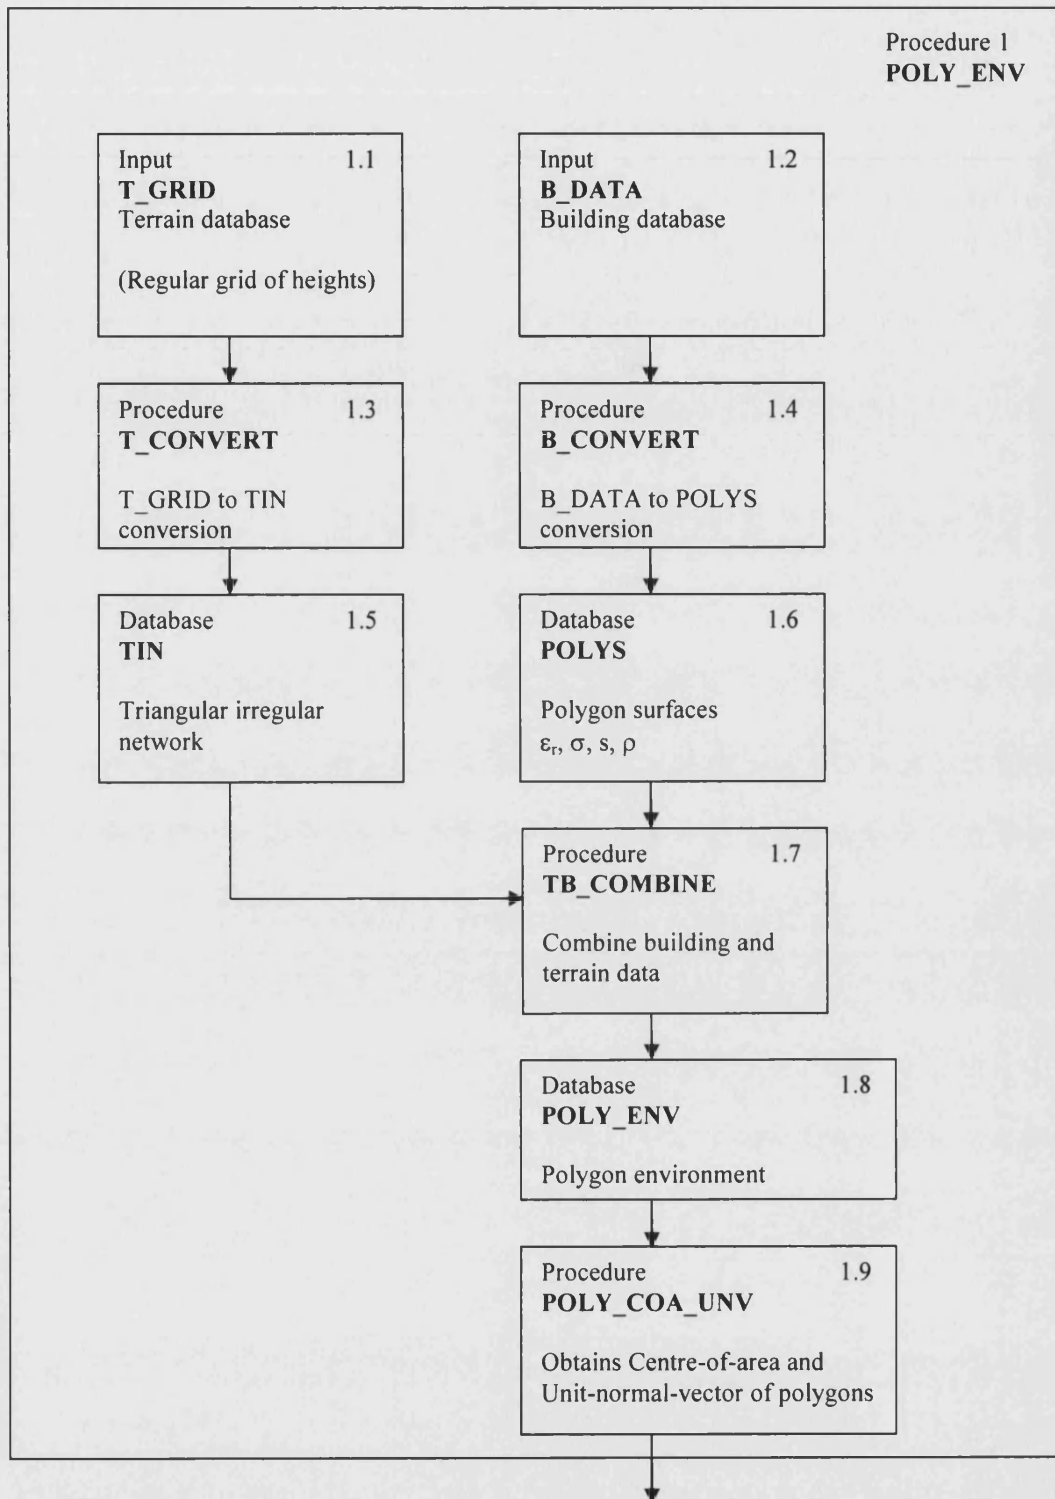 Procedure 1
POLY_ENV
Input 1.1
T_GRID
Terrain database
(Regular grid of heights)
Input 1.2
B_DATA
Building database
Procedure 1.3
T_CONVERT
T_GRID to TIN
conversion
Procedure 1.4
B_CONVERT
B_DATA to POLYS
conversion
Database 1.5
TIN
Triangular irregular
network
Database 1.6
POLYS
Polygon surfaces
εᵣ, σ, s, ρ
Procedure 1.7
TB_COMBINE
Combine building and
terrain data
Database 1.8
POLY_ENV
Polygon environment
Procedure 1.9
POLY_COA_UNV
Obtains Centre-of-area and
Unit-normal-vector of polygons